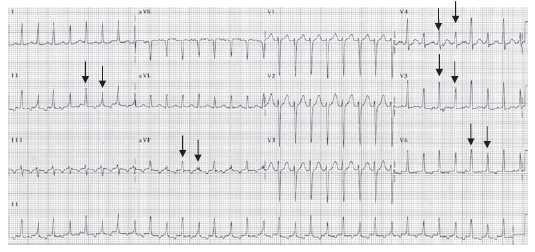 I aVR V1 V4
II aVL V2 V5
III aVF V3 V6
II